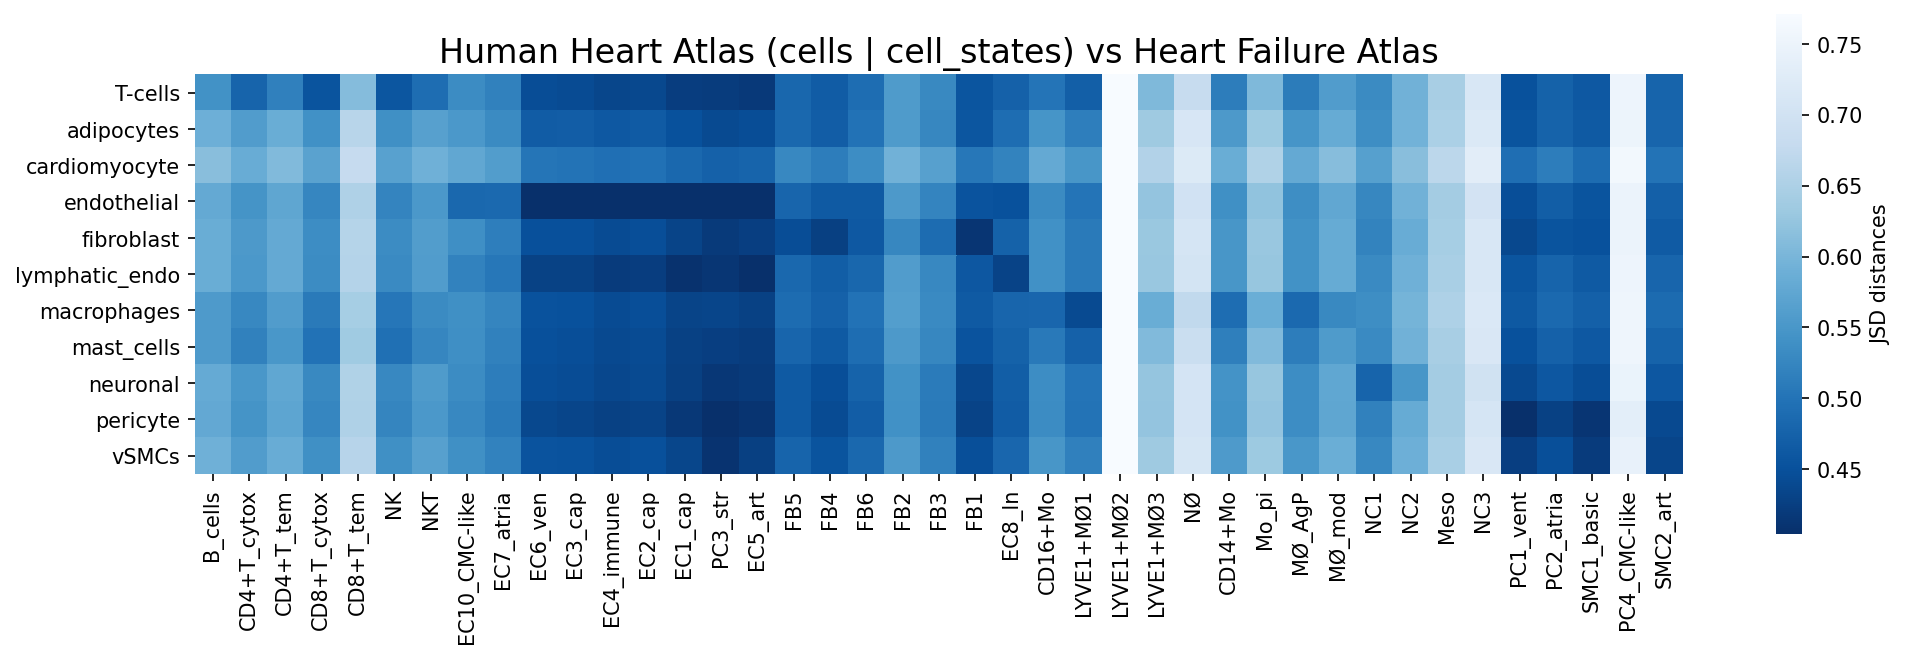 Human Heart Atlas (cells | cell_states) vs Heart Failure Atlas
T-cells
adipocytes
cardiomyocyte
endothelial
fibroblast
lymphatic_endo
macrophages
mast_cells
neuronal
pericyte
vSMCs
B_cells
CD4+T_cytox
CD4+T_tem
CD8+T_cytox
CD8+T_tem
NK
NKT
EC10_CMC-like
EC7_atria
EC6_ven
EC3_cap
EC4_immune
EC2_cap
EC1_cap
PC3_str
EC5_art
FB5
FB4
FB6
FB2
FB3
FB1
EC8_ln
CD16+Mo
LYVE1+MØ1
LYVE1+MØ2
LYVE1+MØ3
NØ
CD14+Mo
Mo_pi
MØ_AgP
MØ_mod
NC1
NC2
Meso
NC3
PC1_vent
PC2_atria
SMC1_basic
PC4_CMC-like
SMC2_art
0.75
0.70
0.65
0.60
0.55
0.50
0.45
JSD distances